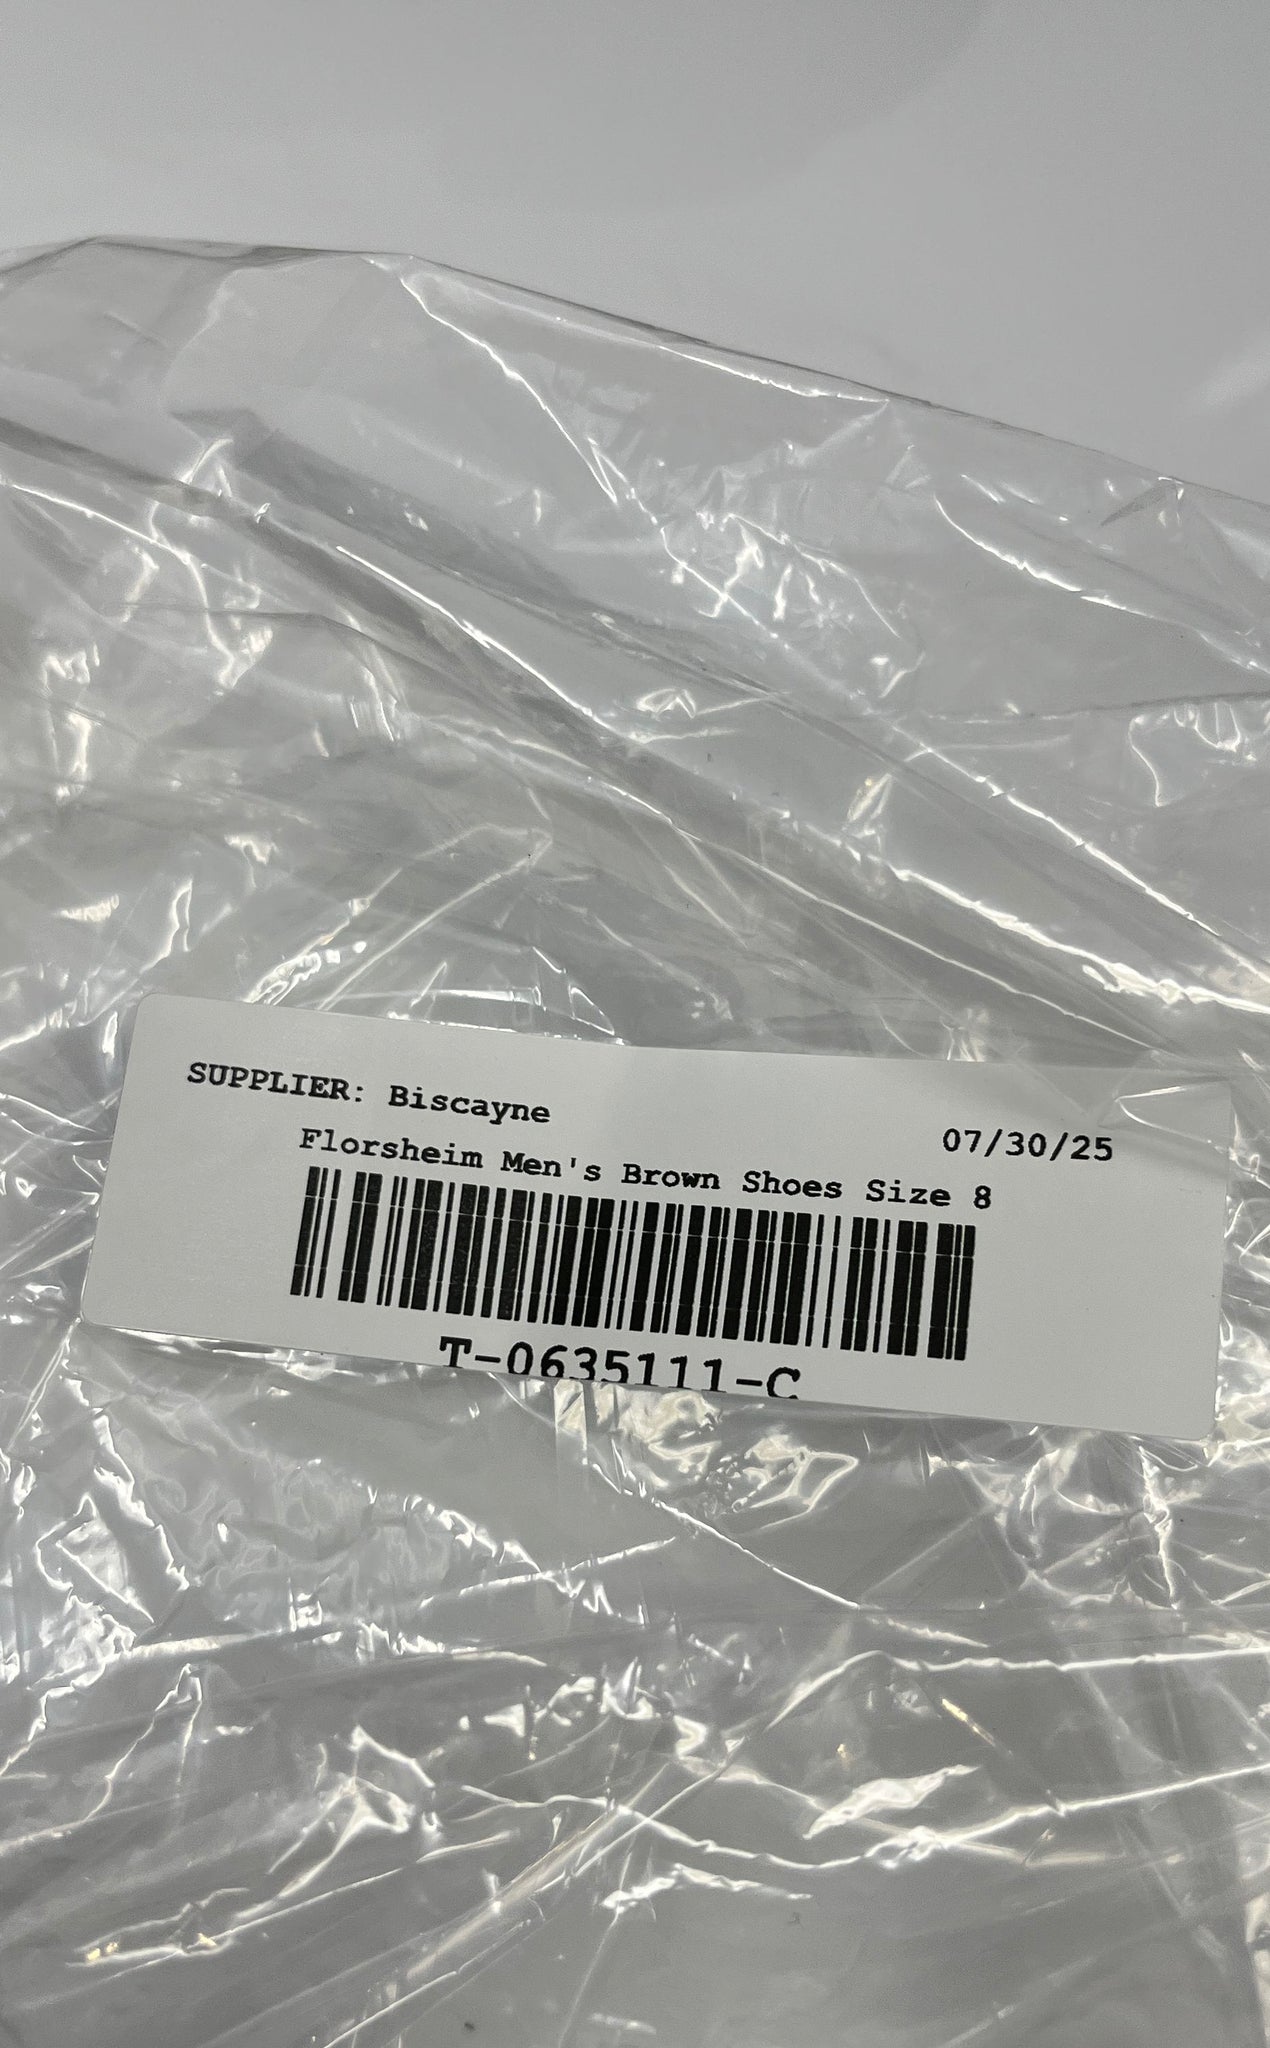 SUPPLIER: Biscayne
07/30/25
Florsheim Men's Brown Shoes Size 8
T-0635111-C